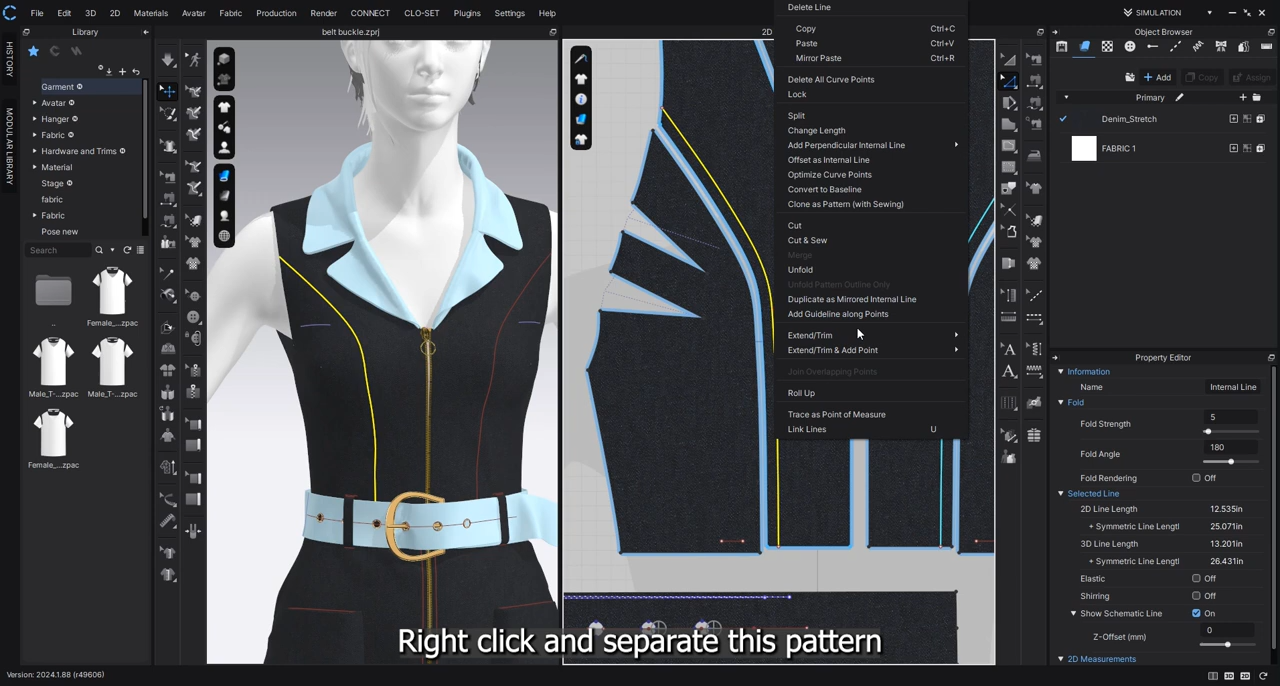 File Edit 3D 2D Materials Avatar Fabric Production Render CONNECT CLO-SET Plugins Settings Help
SIMULATION
Library
belt buckle.zprj
2D
Object Browser
HISTORY
MODULAR LIBRARY
Garment
Avatar
Hanger
Fabric
Hardware and Trims
Material
Stage
fabric
Fabric
Pose new
Search
..
Female_...zpac
Male_T-...zpac
Male_T-...zpac
Female_...zpac
Delete Line
Copy Ctrl+C
Paste Ctrl+V
Mirror Paste Ctrl+R
Delete All Curve Points
Lock
Split
Change Length
Add Perpendicular Internal Line
Offset as Internal Line
Optimize Curve Points
Convert to Baseline
Clone as Pattern (with Sewing)
Cut
Cut & Sew
Merge
Unfold
Unfold Pattern Outline Only
Duplicate as Mirrored Internal Line
Add Guideline along Points
Extend/Trim
Extend/Trim & Add Point
Join Overlapping Points
Roll Up
Trace as Point of Measure
Link Lines U
+ Add
Copy
Assign
Primary
Denim_Stretch
FABRIC 1
Property Editor
Information
Name Internal Line
Fold
Fold Strength 5
Fold Angle 180
Fold Rendering Off
Selected Line
2D Line Length 12.535in
+ Symmetric Line Lengtl 25.071in
3D Line Length 13.201in
+ Symmetric Line Lengtl 26.431in
Elastic Off
Shirring Off
Show Schematic Line On
Z-Offset (mm) 0
2D Measurements
Right click and separate this pattern
Version: 2024.1.88 (r49606)
3D
2D